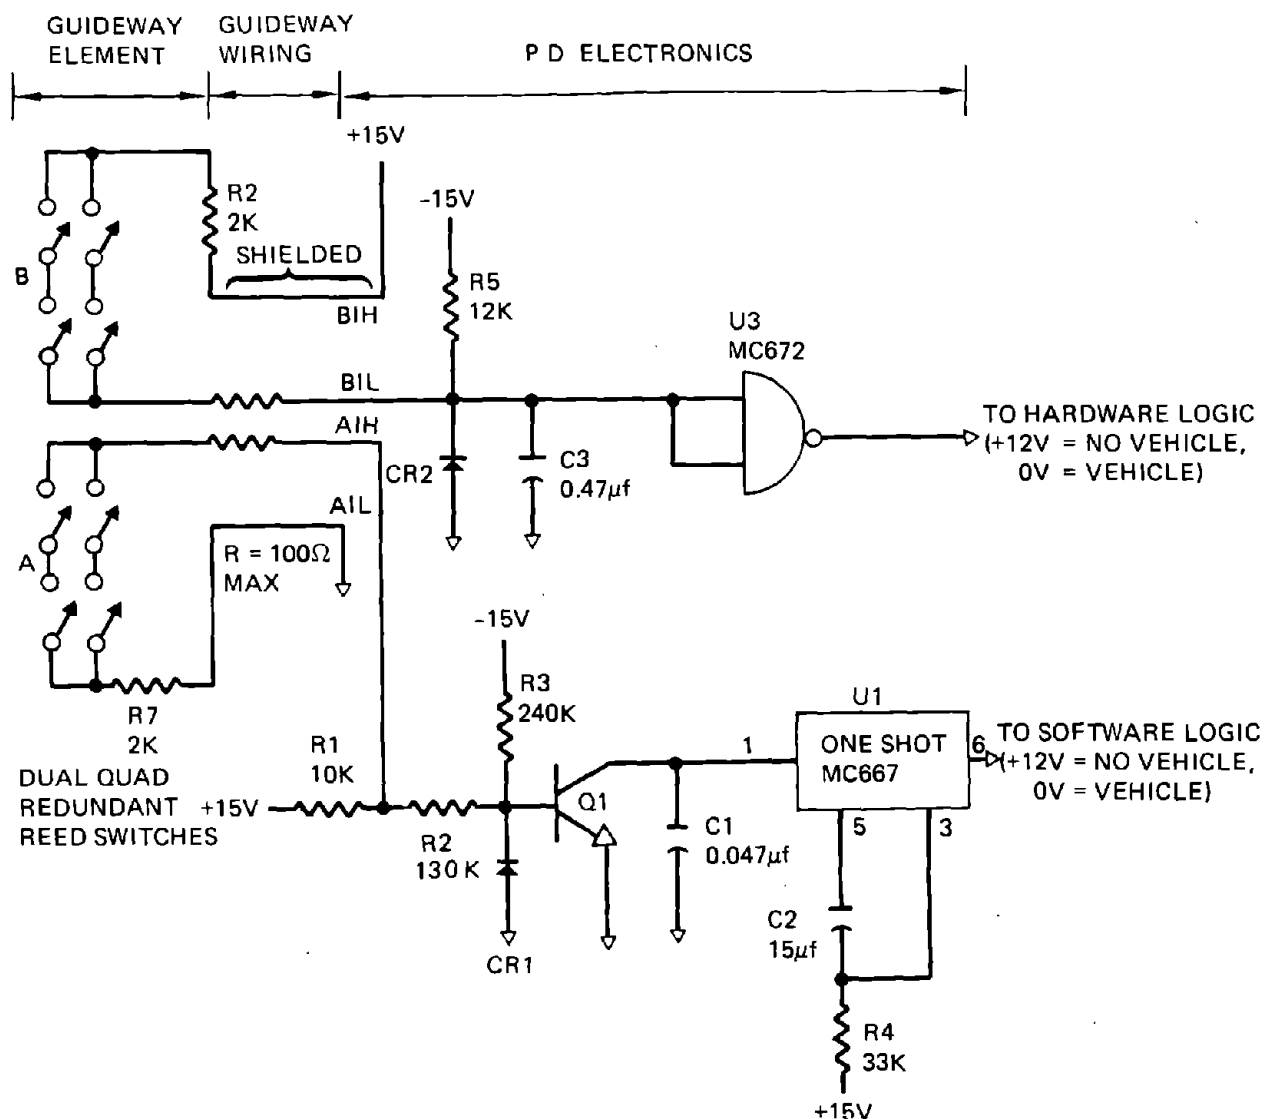 GUIDEWAY ELEMENT
GUIDEWAY WIRING
P D ELECTRONICS
+15V
R2
2K
SHIELDED
BIH
B
-15V
R5
12K
U3
MC672
BIL
AIH
CR2
C3
0.47µf
TO HARDWARE LOGIC
(+12V = NO VEHICLE,
0V = VEHICLE)
AIL
A
R = 100Ω
MAX
R7
2K
-15V
R3
240K
DUAL QUAD
REDUNDANT
REED SWITCHES
+15V
R1
10K
R2
130K
Q1
CR1
C1
0.047µf
1
U1
ONE SHOT
MC667
6
5
3
TO SOFTWARE LOGIC
(+12V = NO VEHICLE,
0V = VEHICLE)
C2
15µf
R4
33K
+15V